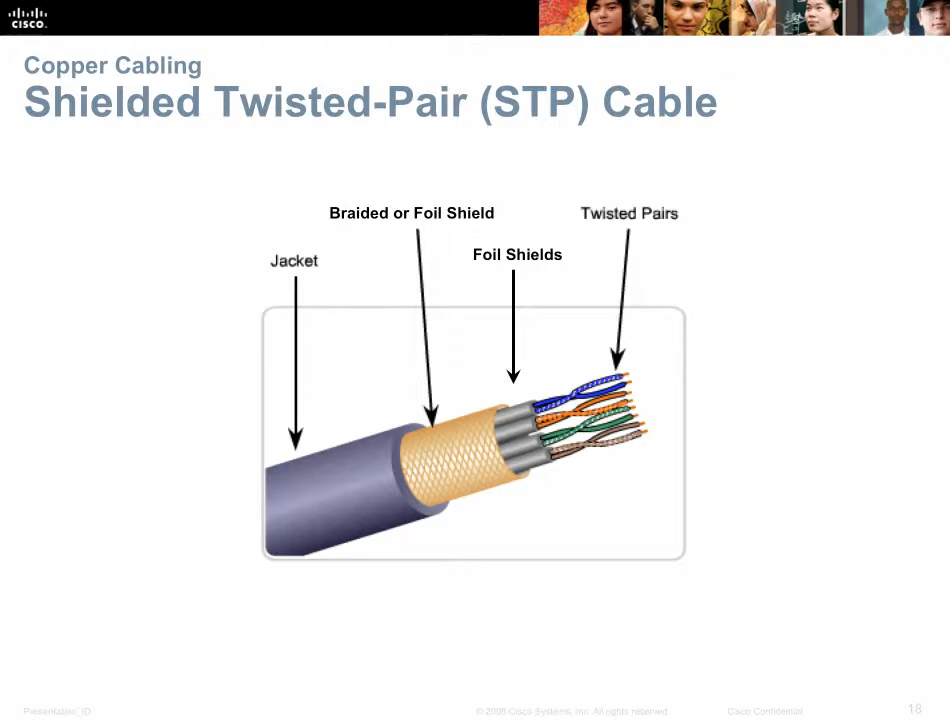 CISCO.
Copper Cabling
Shielded Twisted-Pair (STP) Cable
Braided or Foil Shield
Twisted Pairs
Foil Shields
Jacket
Presentation_ID
© 2008 Cisco Systems, Inc. All rights reserved.
Cisco Confidential
18